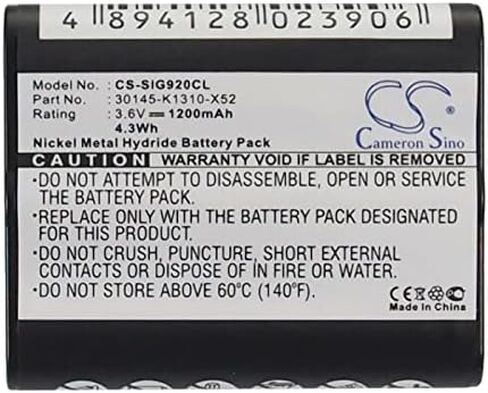 4 894128 023906
Model No. : CS-SIG920CL
Part No. : 30145-K1310-X52
Rating : 3.6V ⎓ 1200mAh
4.3Wh
Nickel Metal Hydride Battery Pack
CS
Cameron Sino
CAUTION WARRANTY VOID IF LABEL IS REMOVED
•DO NOT ATTEMPT TO DISASSEMBLE, OPEN OR SERVICE
THE BATTERY PACK.
•REPLACE ONLY WITH THE BATTERY PACK DESIGNATED
FOR THIS PRODUCT.
•DO NOT CRUSH, PUNCTURE, SHORT EXTERNAL
CONTACTS OR DISPOSE OF IN FIRE OR WATER.
•DO NOT STORE ABOVE 60°C (140°F)
CE
Made In China